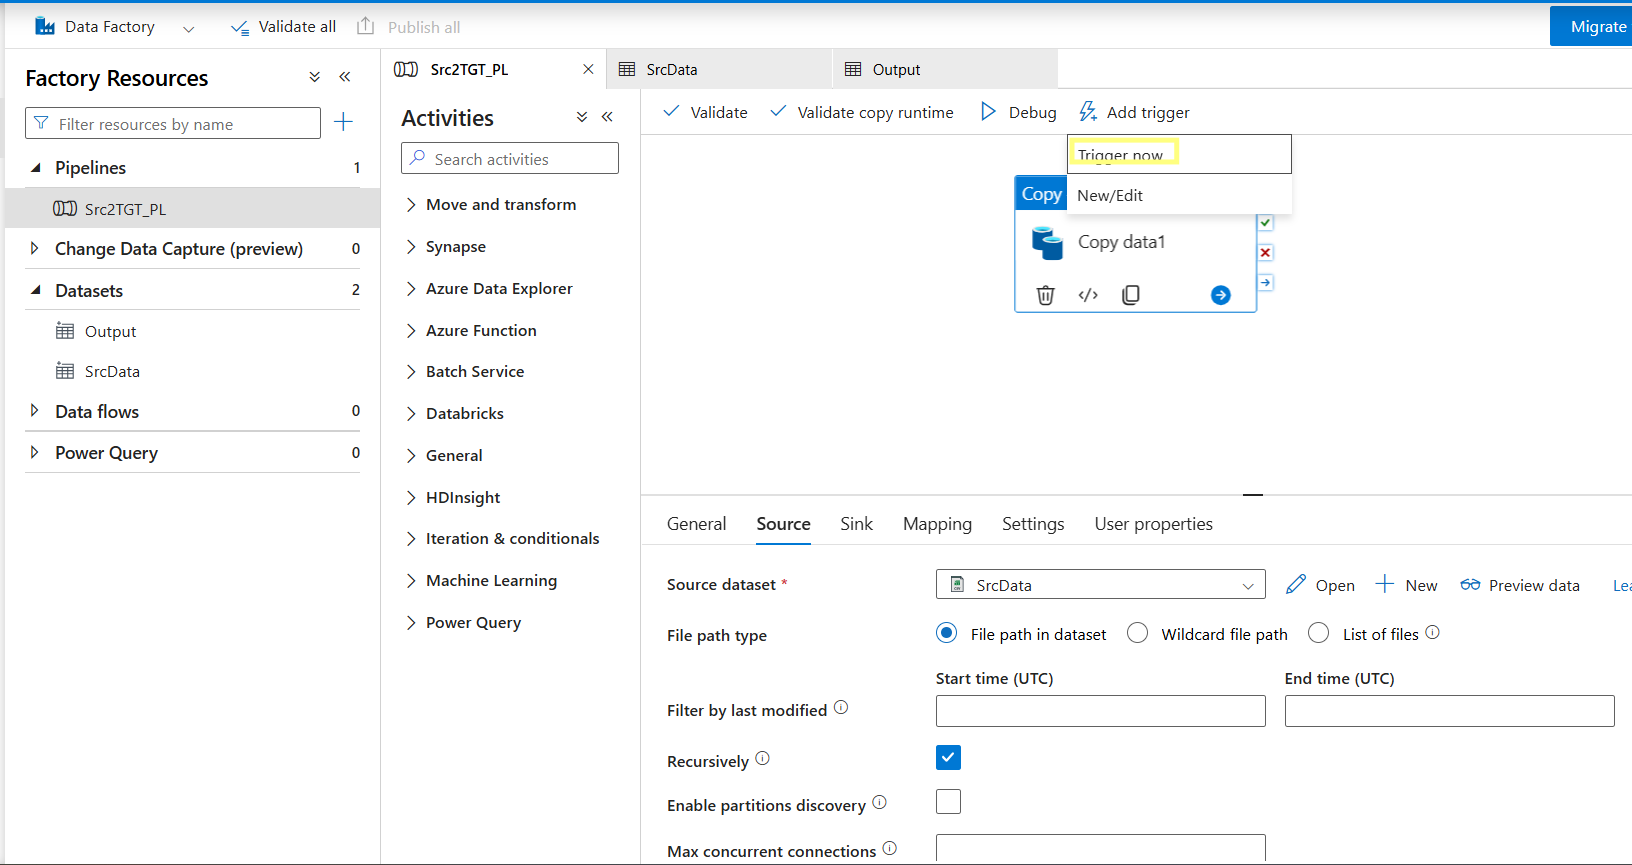 Data Factory
Validate all
Publish all
Migrate
Factory Resources
Filter resources by name
Pipelines 1
Src2TGT_PL
Change Data Capture (preview) 0
Datasets 2
Output
SrcData
Data flows 0
Power Query 0
Src2TGT_PL
SrcData
Output
Activities
Search activities
Move and transform
Synapse
Azure Data Explorer
Azure Function
Batch Service
Databricks
General
HDInsight
Iteration & conditionals
Machine Learning
Power Query
Validate
Validate copy runtime
Debug
Add trigger
Trigger now
New/Edit
Copy
Copy data1
General
Source
Sink
Mapping
Settings
User properties
Source dataset *
SrcData
Open
New
Preview data
Lea
File path type
File path in dataset
Wildcard file path
List of files
Start time (UTC)
End time (UTC)
Filter by last modified
Recursively
Enable partitions discovery
Max concurrent connections